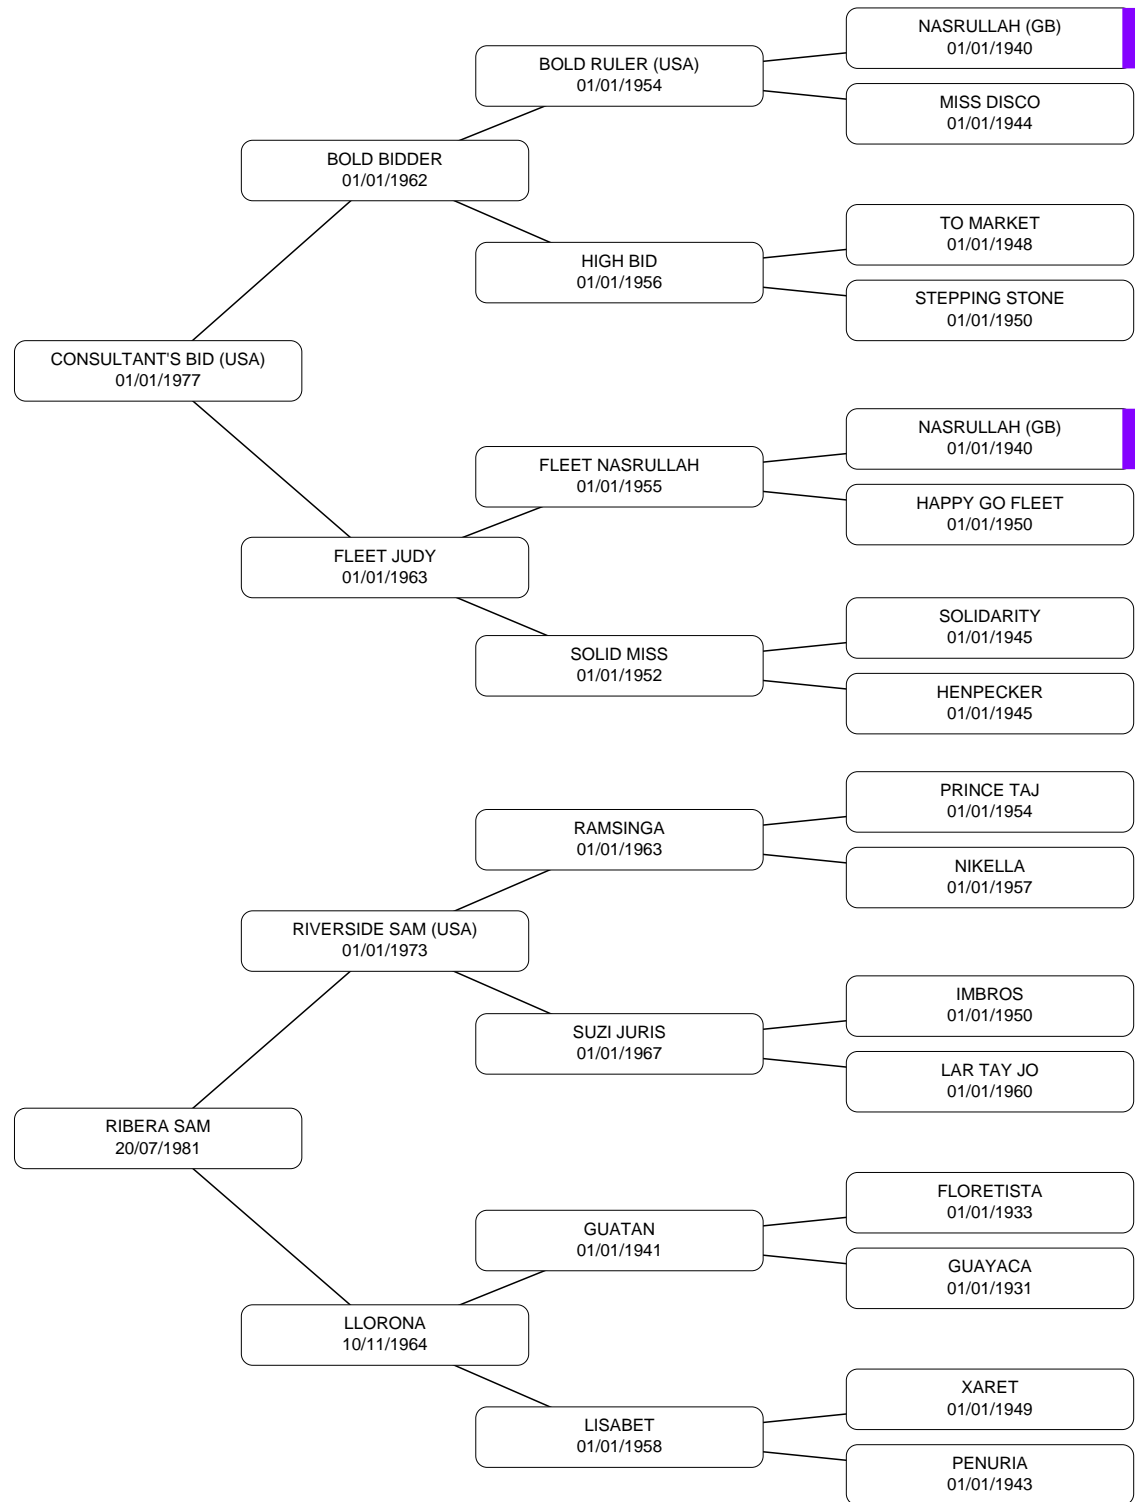 NASRULLAH (GB)
01/01/1940
BOLD RULER (USA)
01/01/1954
MISS DISCO
01/01/1944
BOLD BIDDER
01/01/1962
TO MARKET
01/01/1948
HIGH BID
01/01/1956
STEPPING STONE
01/01/1950
CONSULTANT'S BID (USA)
01/01/1977
NASRULLAH (GB)
01/01/1940
FLEET NASRULLAH
01/01/1955
HAPPY GO FLEET
01/01/1950
FLEET JUDY
01/01/1963
SOLIDARITY
01/01/1945
SOLID MISS
01/01/1952
HENPECKER
01/01/1945
PRINCE TAJ
01/01/1954
RAMSINGA
01/01/1963
NIKELLA
01/01/1957
RIVERSIDE SAM (USA)
01/01/1973
IMBROS
01/01/1950
SUZI JURIS
01/01/1967
LAR TAY JO
01/01/1960
RIBERA SAM
20/07/1981
FLORETISTA
01/01/1933
GUATAN
01/01/1941
GUAYACA
01/01/1931
LLORONA
10/11/1964
XARET
01/01/1949
LISABET
01/01/1958
PENURIA
01/01/1943